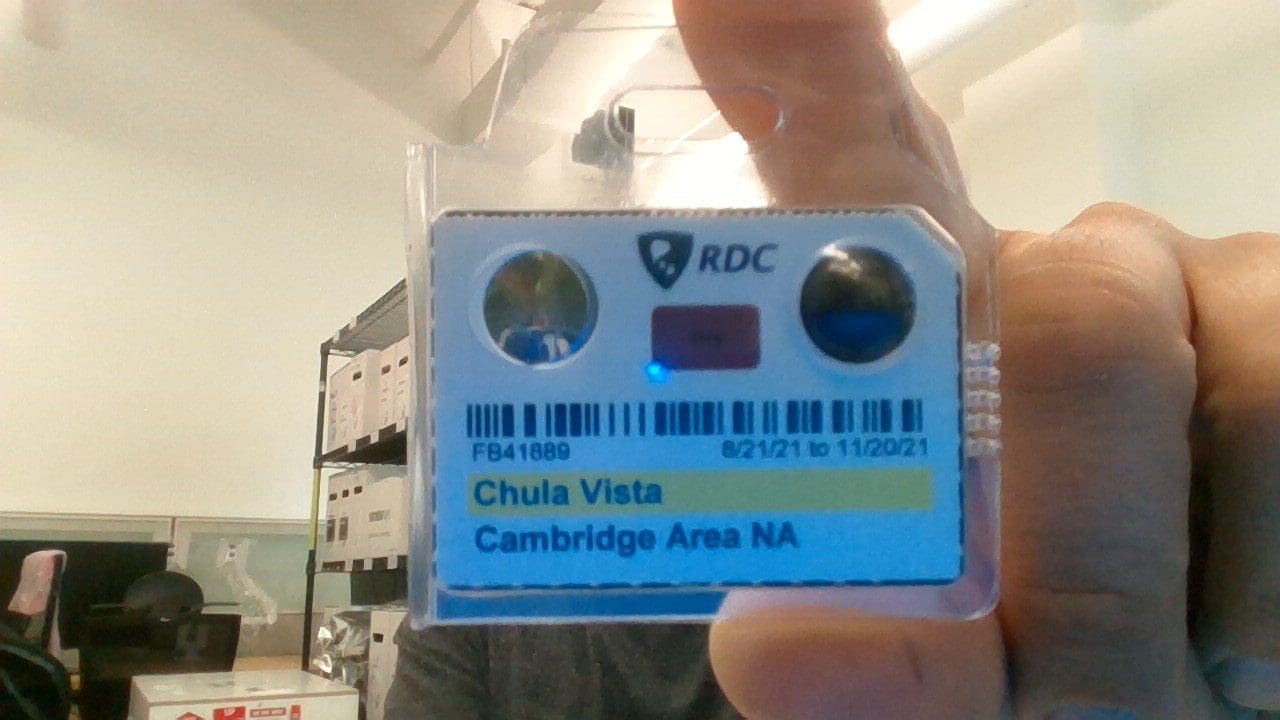 RDC
FB41889 8/21/21 to 11/20/21
Chula Vista
Cambridge Area NA